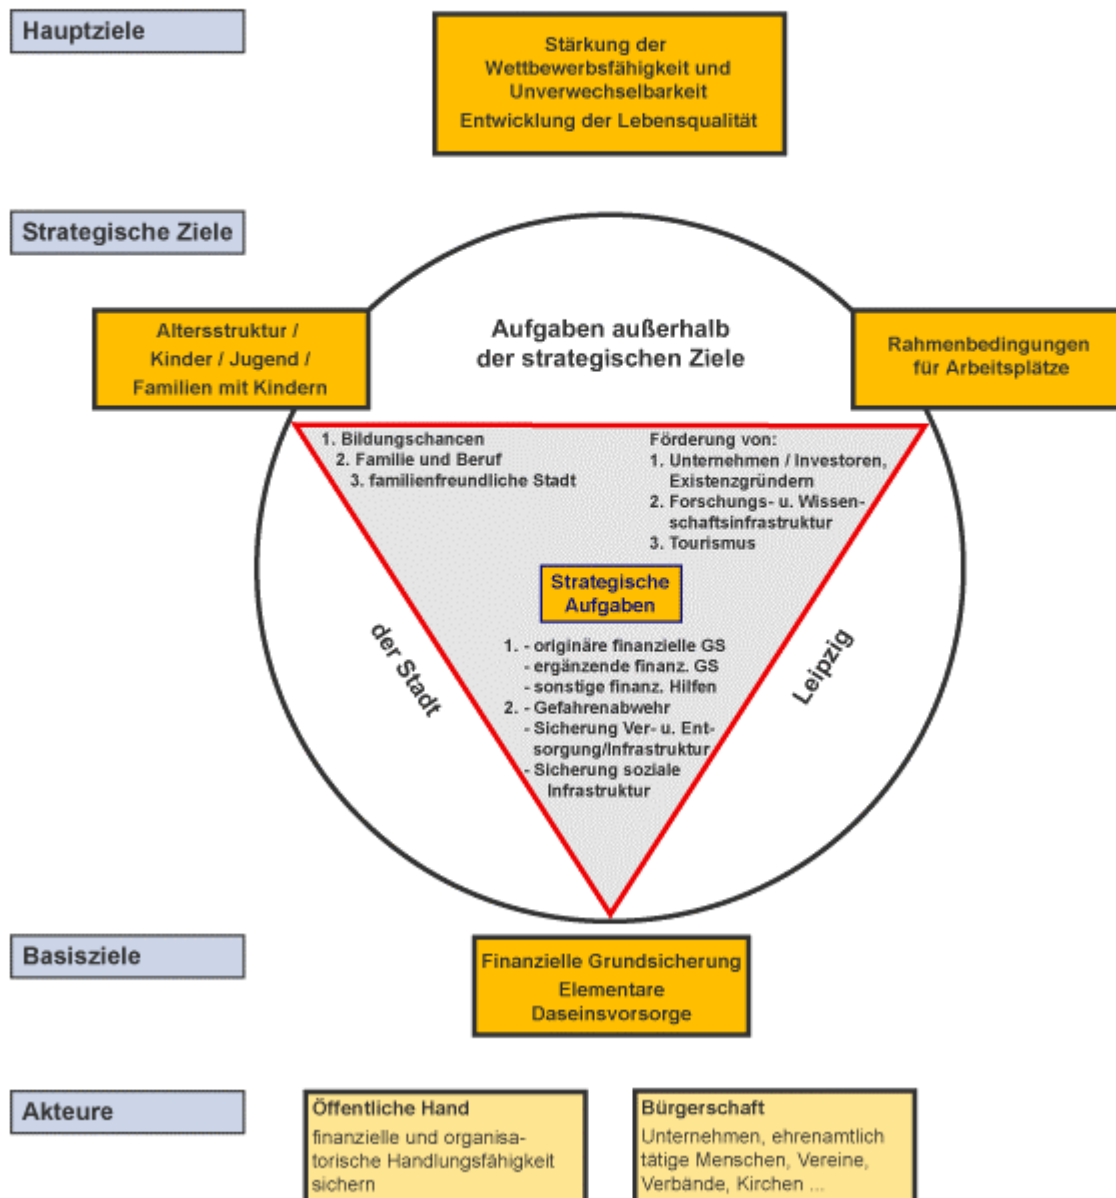 Hauptziele
Stärkung der
Wettbewerbsfähigkeit und
Unverwechselbarkeit
Entwicklung der Lebensqualität
Strategische Ziele
Altersstruktur /
Kinder / Jugend /
Familien mit Kindern
Aufgaben außerhalb
der strategischen Ziele
Rahmenbedingungen
für Arbeitsplätze
1. Bildungschancen
2. Familie und Beruf
3. familienfreundliche Stadt
Förderung von:
1. Unternehmen / Investoren,
Existenzgründern
2. Forschungs- u. Wissen-
schaftsinfrastruktur
3. Tourismus
Strategische
Aufgaben
1. - originäre finanzielle GS
- ergänzende finanz. GS
- sonstige finanz. Hilfen
2. - Gefahrenabwehr
- Sicherung Ver- u. Ent-
sorgung/Infrastruktur
- Sicherung soziale
Infrastruktur
der Stadt
Leipzig
Basisziele
Finanzielle Grundsicherung
Elementare
Daseinsvorsorge
Akteure
Öffentliche Hand
finanzielle und organisa-
torische Handlungsfähigkeit
sichern
Bürgerschaft
Unternehmen, ehrenamtlich
tätige Menschen, Vereine,
Verbände, Kirchen ...